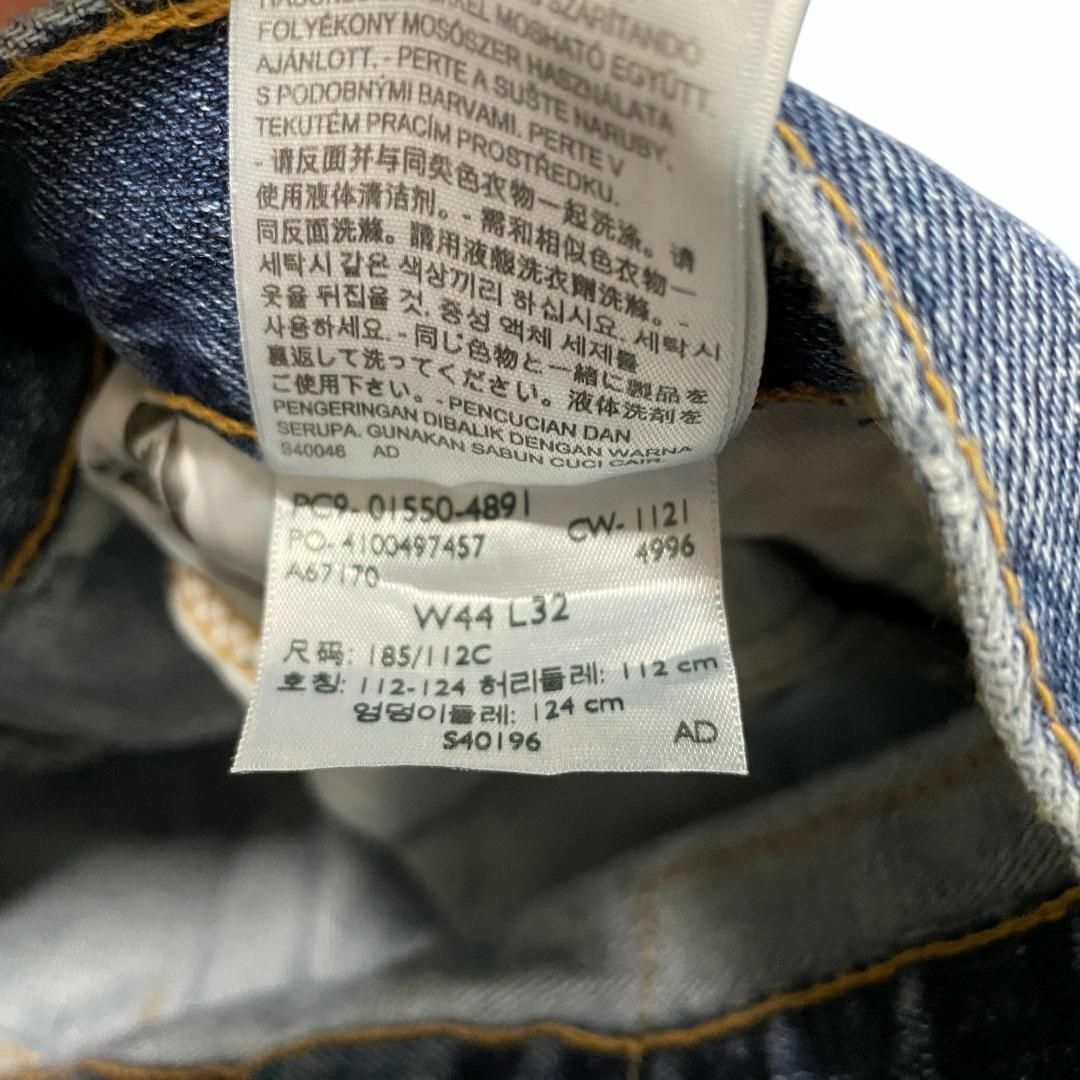 SZÁRÍTANDÓ
FOLYÉKONY MOSÓSZER HASZNÁLATA
AJÁNLOTT. - PERTE A SUŠTE NARUBY.
S PODOBNÝMI BARVAMI. PERTE V
TEKUTÉM PRACÍM PROSTŘEDKU.
- 请反面并与同类色衣物一起洗涤。请
使用液体清洁剂。- 需和相似色衣物一
同反面洗滌。請用液態洗衣劑洗滌。-
세탁시 같은 색상끼리 하십시요. 세탁시
옷을 뒤집을 것. 중성 액체 세제를
사용하세요. - 同じ色物と一緒に製品を
裏返して洗ってください。液体洗剤を
ご使用下さい。- PENCUCIAN DAN
PENGERINGAN DIBALIK DENGAN WARNA
SERUPA. GUNAKAN SABUN CUCI CAIR.
S40046 AD
PC9- 01550-4891
CW- 1121
PO- 4100497457
4996
A67170
W44 L32
尺码: 185/112C
호칭: 112-124 허리둘레: 112 cm
엉덩이둘레: 124 cm
S40196 AD